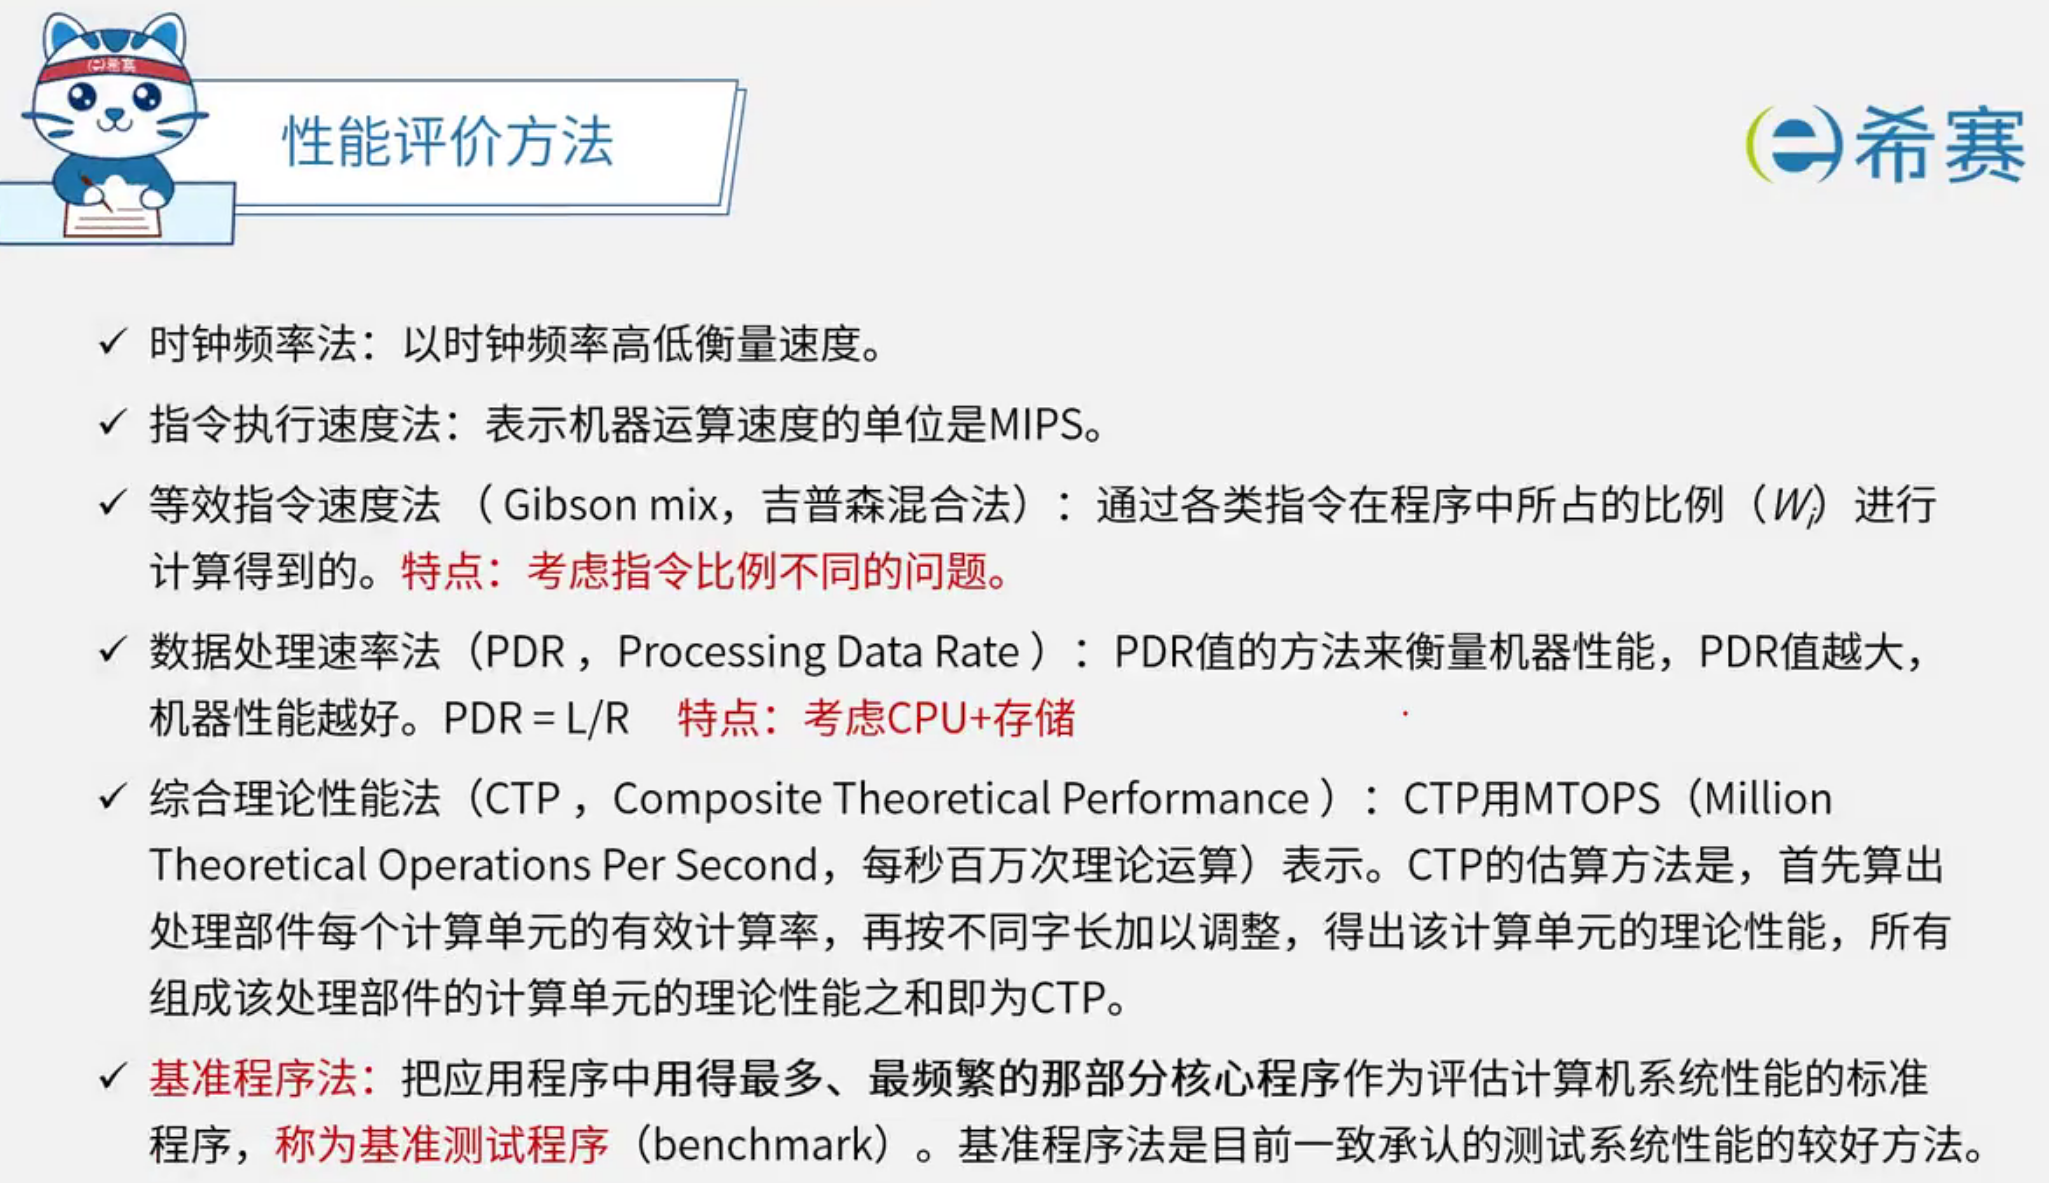 希赛
性能评价方法
希赛
✓ 时钟频率法：以时钟频率高低衡量速度。
✓ 指令执行速度法：表示机器运算速度的单位是MIPS。
✓ 等效指令速度法 （ Gibson mix，吉普森混合法）：通过各类指令在程序中所占的比例（Wi）进行
计算得到的。特点：考虑指令比例不同的问题。
✓ 数据处理速率法（PDR ，Processing Data Rate ）：PDR值的方法来衡量机器性能，PDR值越大，
机器性能越好。PDR = L/R 特点：考虑CPU+存储
✓ 综合理论性能法（CTP ，Composite Theoretical Performance ）：CTP用MTOPS（Million
Theoretical Operations Per Second，每秒百万次理论运算）表示。CTP的估算方法是，首先算出
处理部件每个计算单元的有效计算率，再按不同字长加以调整，得出该计算单元的理论性能，所有
组成该处理部件的计算单元的理论性能之和即为CTP。
✓ 基准程序法：把应用程序中用得最多、最频繁的那部分核心程序作为评估计算机系统性能的标准
程序，称为基准测试程序（benchmark）。基准程序法是目前一致承认的测试系统性能的较好方法。